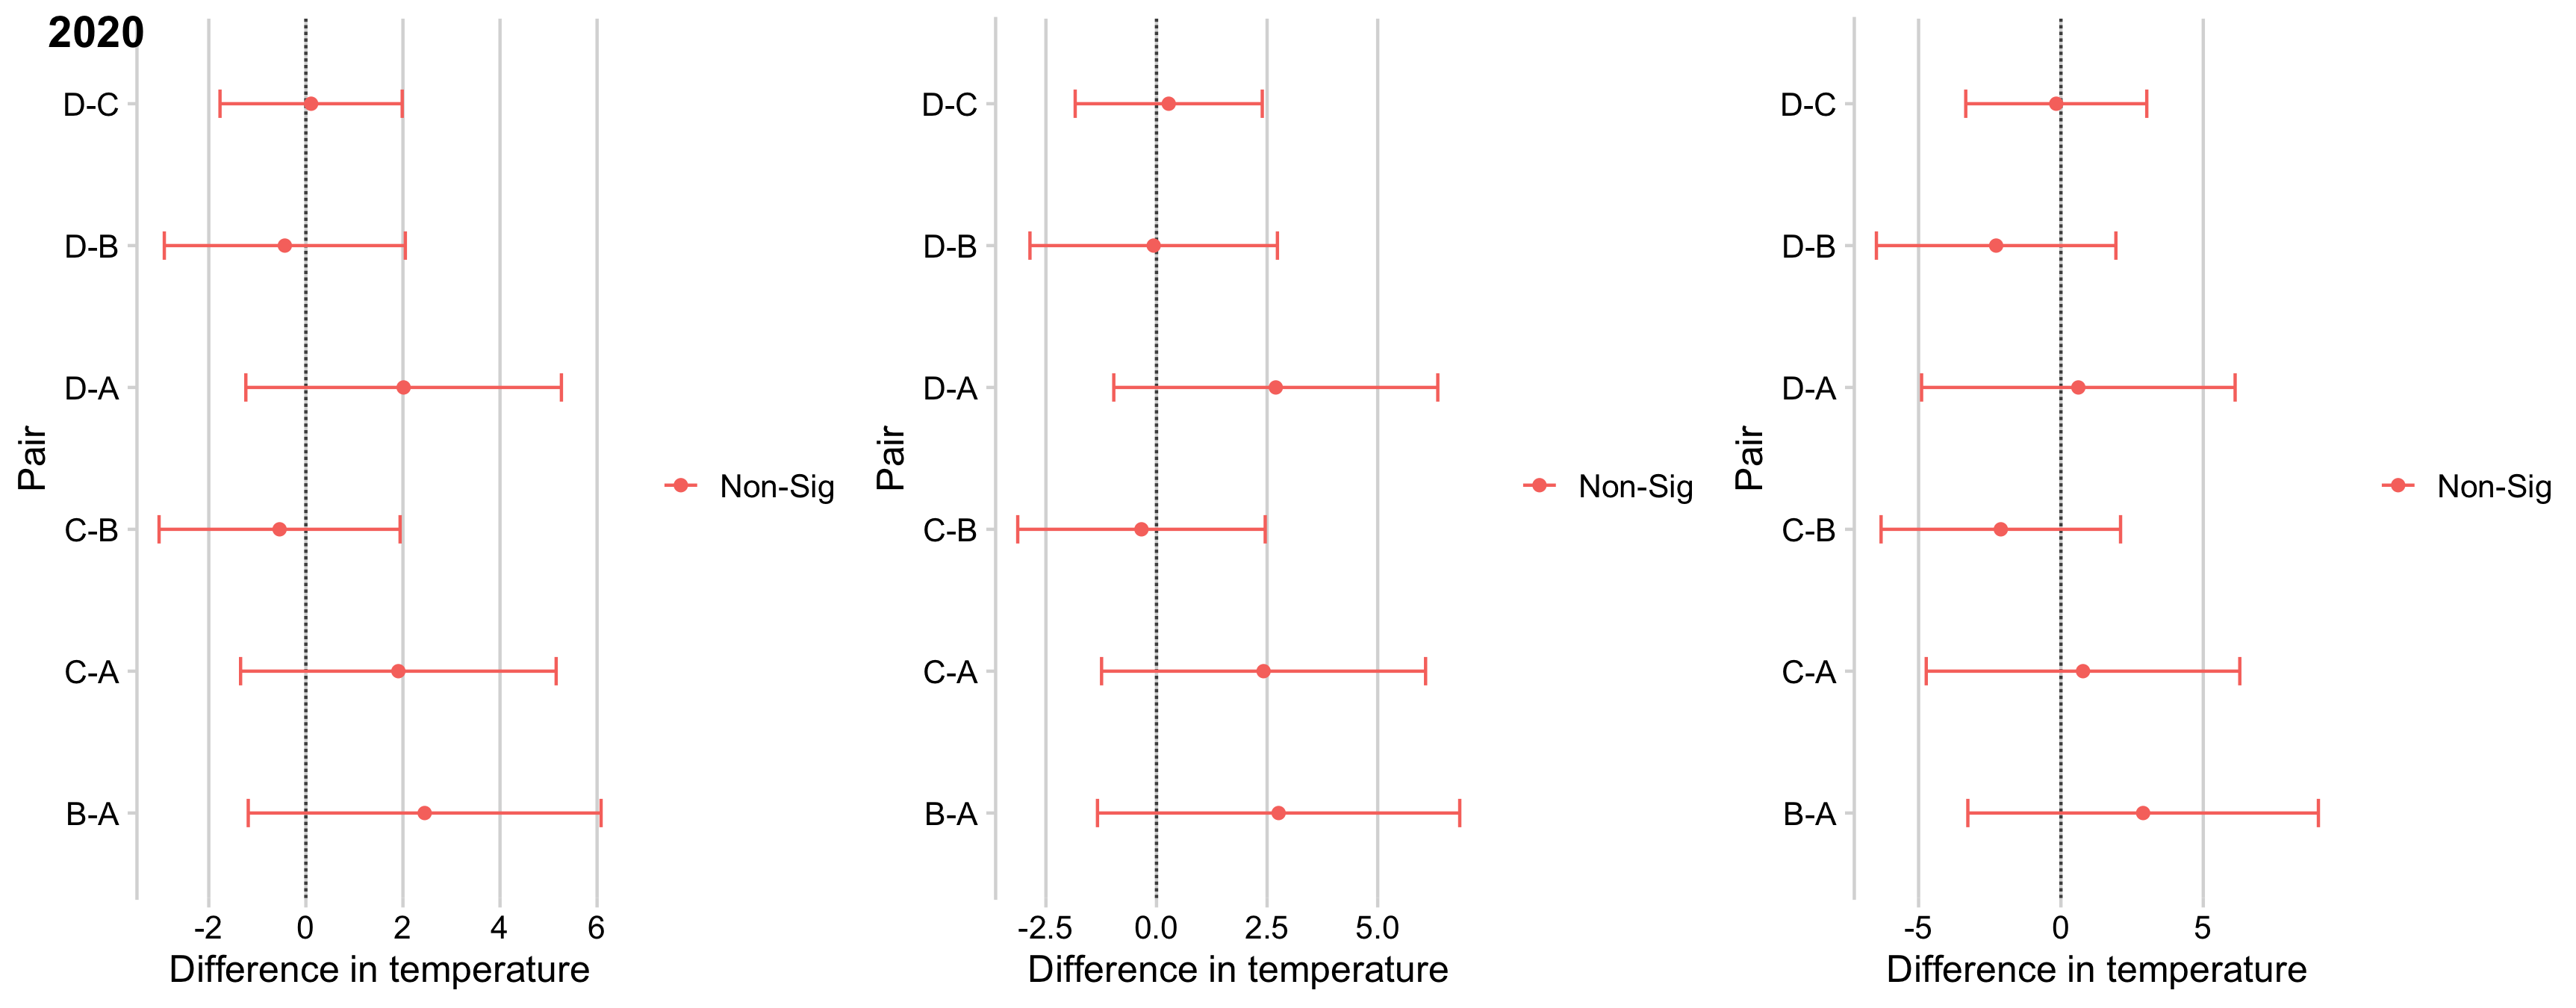 2020
D-C
D-B
D-A
C-B
C-A
B-A
Pair
-2 0 2 4 6
Difference in temperature
Non-Sig
D-C
D-B
D-A
C-B
C-A
B-A
Pair
-2.5 0.0 2.5 5.0
Difference in temperature
Non-Sig
D-C
D-B
D-A
C-B
C-A
B-A
Pair
-5 0 5
Difference in temperature
Non-Sig